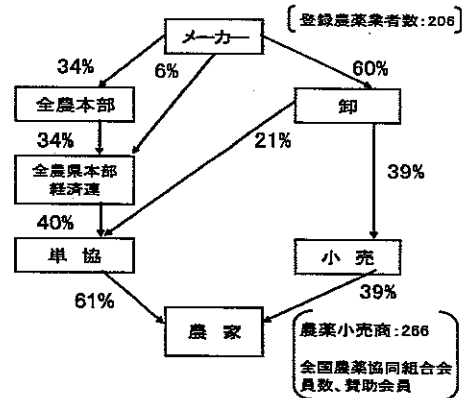 メーカー
登録農薬業者数:206
34%
6%
60%
全農本部
卸
34%
21%
39%
全農県本部
経済連
40%
単協
小売
61%
39%
農家
農薬小売商:266
全国農薬協同組合会
員数、賛助会員